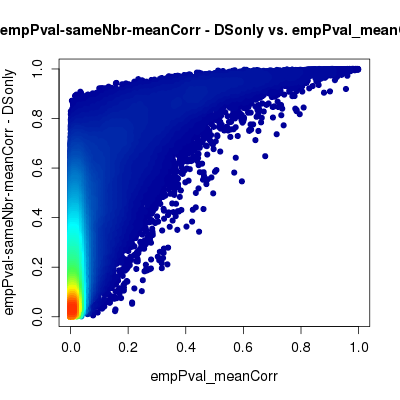 empPval-sameNbr-meanCorr - DSonly vs. empPval_meanC
empPval-sameNbr-meanCorr - DSonly
1.0
0.8
0.6
0.4
0.2
0.0
0.0 0.2 0.4 0.6 0.8 1.0
empPval_meanCorr